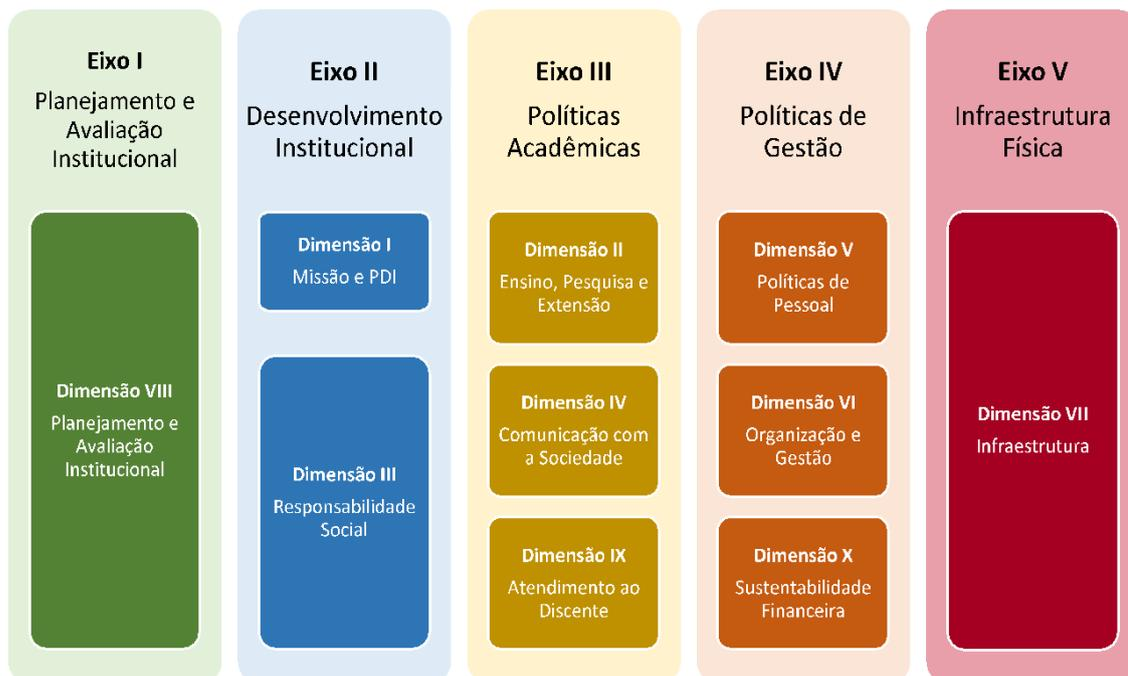 Eixo I
Planejamento e
Avaliação
Institucional
Dimensão VIII
Planejamento e
Avaliação
Institucional
Eixo II
Desenvolvimento
Institucional
Dimensão I
Missão e PDI
Dimensão III
Responsabilidade
Social
Eixo III
Políticas
Acadêmicas
Dimensão II
Ensino, Pesquisa e
Extensão
Dimensão IV
Comunicação com
a Sociedade
Dimensão IX
Atendimento ao
Discente
Eixo IV
Políticas de
Gestão
Dimensão V
Políticas de
Pessoal
Dimensão VI
Organização e
Gestão
Dimensão X
Sustentabilidade
Financeira
Eixo V
Infraestrutura
Física
Dimensão VII
Infraestrutura